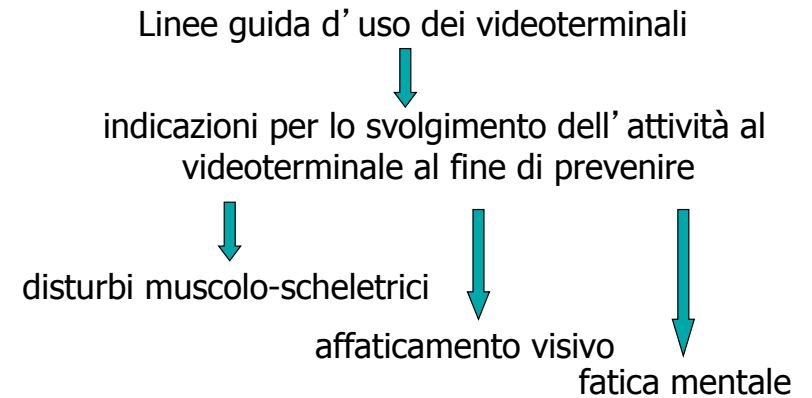 Linee guida d’uso dei videoterminali
indicazioni per lo svolgimento dell’attività al
videoterminale al fine di prevenire
disturbi muscolo-scheletrici
affaticamento visivo
fatica mentale